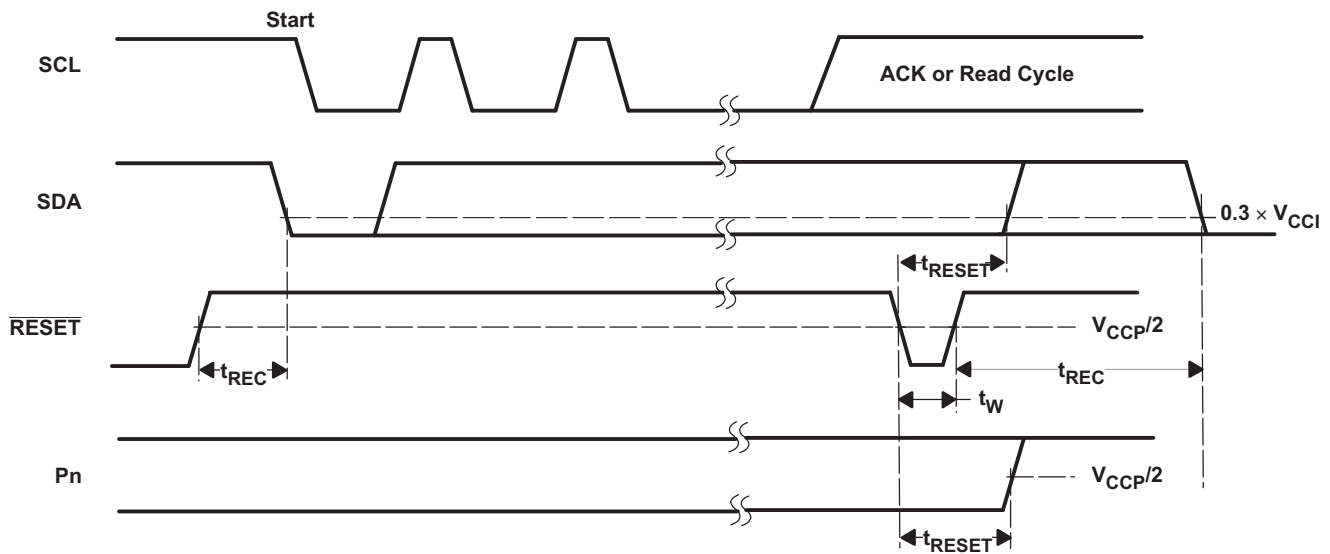 Start
SCL
ACK or Read Cycle
SDA
0.3 × VCCI
tRESET
RESET
VCCP/2
tREC
tREC
tW
Pn
VCCP/2
tRESET